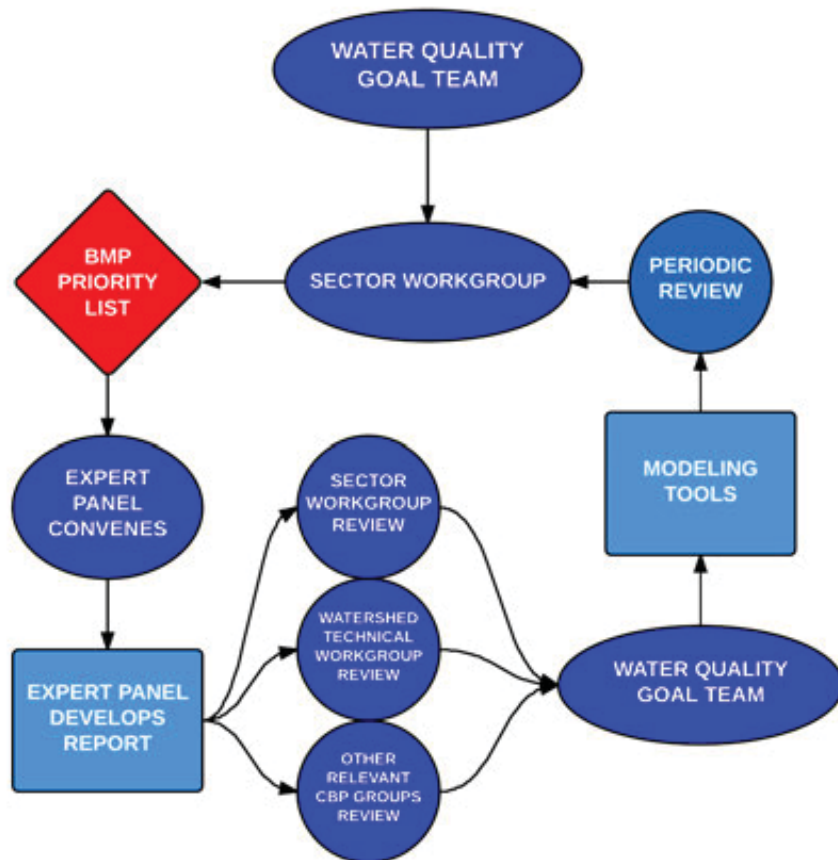 WATER QUALITY
GOAL TEAM
BMP
PRIORITY
LIST
SECTOR WORKGROUP
PERIODIC
REVIEW
EXPERT
PANEL
CONVENES
SECTOR
WORKGROUP
REVIEW
MODELING
TOOLS
WATERSHED
TECHNICAL
WORKGROUP
REVIEW
EXPERT PANEL
DEVELOPS
REPORT
WATER QUALITY
GOAL TEAM
OTHER
RELEVANT
CBP GROUPS
REVIEW